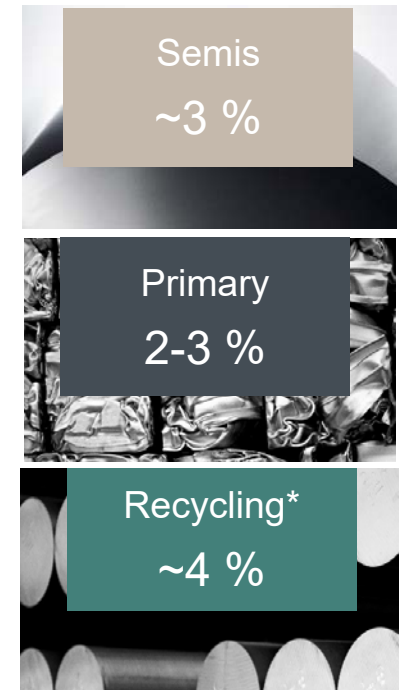 Semis
~3 %
Primary
2-3 %
Recycling*
~4 %